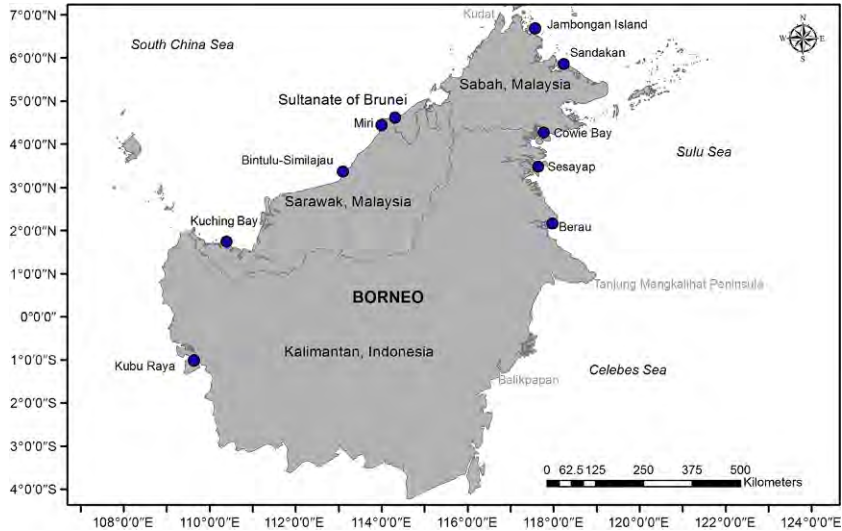 7°0'0"N
6°0'0"N
5°0'0"N
4°0'0"N
3°0'0"N
2°0'0"N
1°0'0"N
0°0'0"
1°0'0"S
2°0'0"S
3°0'0"S
4°0'0"S
Kudat
Jambongan Island
N
W
E
S
South China Sea
Sandakan
Sabah, Malaysia
Sultanate of Brunei
Miri
Cowie Bay
Sulu Sea
Bintulu-Similajau
Sesayap
Sarawak, Malaysia
Kuching Bay
Berau
Tanjung Mangkalihat Peninsula
BORNEO
Kalimantan, Indonesia
Kubu Raya
Celebes Sea
Balikpapan
0 62.5 125 250 375 500
Kilometers
108°0'0"E 110°0'0"E 112°0'0"E 114°0'0"E 116°0'0"E 118°0'0"E 120°0'0"E 122°0'0"E 124°0'0"E